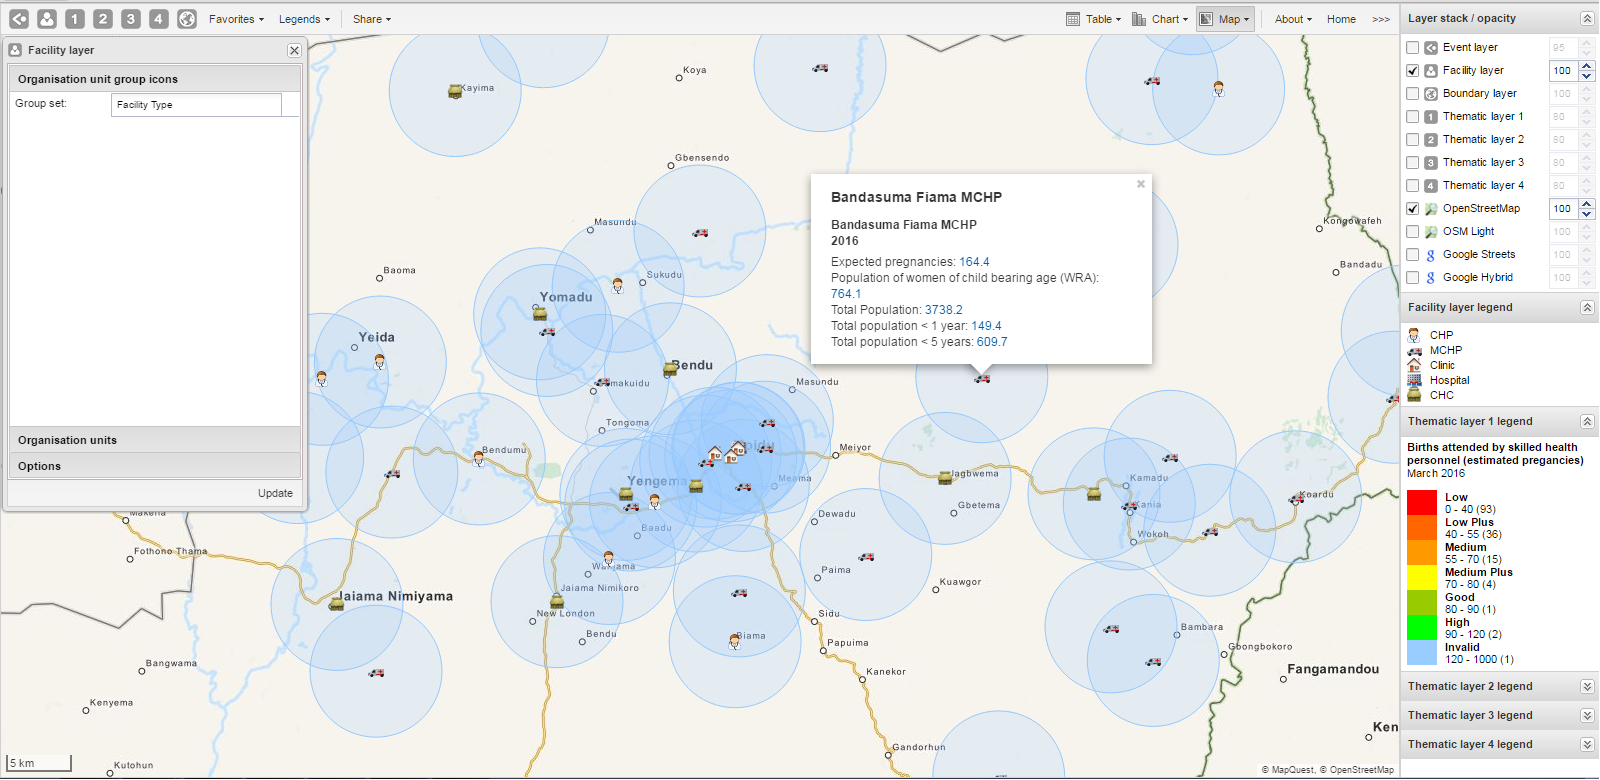 1 2 3 4 Favorites Legends Share Table Chart Map About Home >>>
Facility layer
Organisation unit group icons
Group set: Facility Type
Organisation units
Options
Update
Koya
Kayima
Gbensendo
Masundu
Kongowafeh
Baoma
Sukudu
Bandadu
Yomadu
Yeida
Bendu
Masundu
Tongoma
Bendumu
Meiyor
Jagbwema
Kamadu
Yengema
Meama
Koardu
Kania
Gbetema
Dewadu
Baadu
Wokoh
Makena
Fothono Thama
Paima
Kuawgor
Jaiama Nimikoro
Jaiama Nimiyama
New London
Sidu
Bambara
Bendu
Biama
Papuima
Gbongbokoro
Bangwama
Kanekor
Fangamandou
Kenyema
Ken
Gandorhun
Kutohun
5 km
© MapQuest, © OpenStreetMap
Bandasuma Fiama MCHP
Bandasuma Fiama MCHP
2016
Expected pregnancies: 164.4
Population of women of child bearing age (WRA):
764.1
Total Population: 3738.2
Total population < 1 year: 149.4
Total population < 5 years: 609.7
Layer stack / opacity
Event layer 95
Facility layer 100
Boundary layer 100
1 Thematic layer 1 80
2 Thematic layer 2 80
3 Thematic layer 3 80
4 Thematic layer 4 80
OpenStreetMap 100
OSM Light 100
Google Streets 100
Google Hybrid 100
Facility layer legend
CHP
MCHP
Clinic
Hospital
CHC
Thematic layer 1 legend
Births attended by skilled health
personnel (estimated pregancies)
March 2016
Low
0 - 40 (93)
Low Plus
40 - 55 (36)
Medium
55 - 70 (15)
Medium Plus
70 - 80 (4)
Good
80 - 90 (1)
High
90 - 120 (2)
Invalid
120 - 1000 (1)
Thematic layer 2 legend
Thematic layer 3 legend
Thematic layer 4 legend